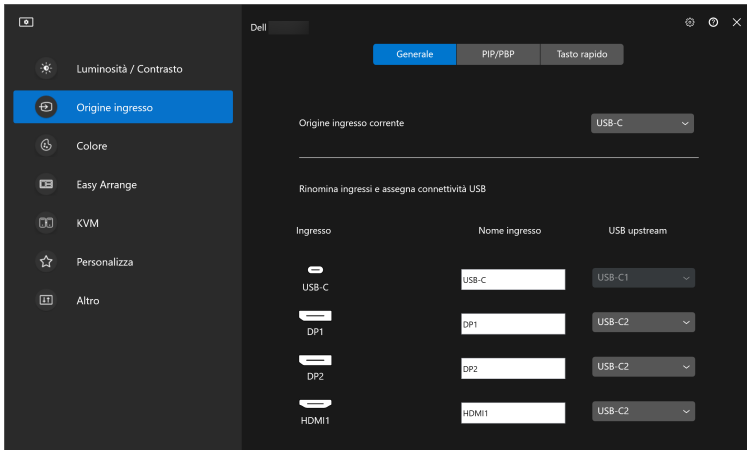 Dell
Generale PIP/PBP Tasto rapido
Luminosità / Contrasto
Origine ingresso
Colore
Easy Arrange
KVM
Personalizza
Altro
Origine ingresso corrente USB-C
Rinomina ingressi e assegna connettività USB
Ingresso Nome ingresso USB upstream
USB-C USB-C USB-C1
DP1 DP1 USB-C2
DP2 DP2 USB-C2
HDMI1 HDMI1 USB-C2